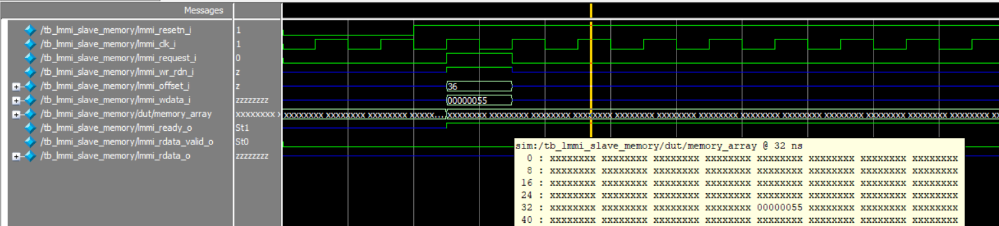 Messages
/tb_lmmi_slave_memory/lmmi_resetn_i 1
/tb_lmmi_slave_memory/lmmi_clk_i 1
/tb_lmmi_slave_memory/lmmi_request_i 0
/tb_lmmi_slave_memory/lmmi_wr_rdn_i z
/tb_lmmi_slave_memory/lmmi_offset_i z 36
/tb_lmmi_slave_memory/lmmi_wdata_i zzzzzzzz 00000055
/tb_lmmi_slave_memory/dut/memory_array xxxxxxxx x xxxxxxxx xxxxxxxx xxxxxxxx xxxxx... xxxxxxxx xxxxxxxx xxxxxxxx xxxxxxxx xxxxxxxx xxxxxxxx xxxxxxxx xxxxxxxx xxxxxxxx xxxxxxxx xxxxxxxx xxxxxxxx xxxxxxxx xx
/tb_lmmi_slave_memory/lmmi_ready_o St1
/tb_lmmi_slave_memory/lmmi_rdata_valid_o St0
/tb_lmmi_slave_memory/lmmi_rdata_o zzzzzzzz
sim:/tb_lmmi_slave_memory/dut/memory_array @ 32 ns
0 : xxxxxxxx xxxxxxxx xxxxxxxx xxxxxxxx xxxxxxxx xxxxxxxx xxxxxxxx xxxxxxxx
8 : xxxxxxxx xxxxxxxx xxxxxxxx xxxxxxxx xxxxxxxx xxxxxxxx xxxxxxxx xxxxxxxx
16 : xxxxxxxx xxxxxxxx xxxxxxxx xxxxxxxx xxxxxxxx xxxxxxxx xxxxxxxx xxxxxxxx
24 : xxxxxxxx xxxxxxxx xxxxxxxx xxxxxxxx xxxxxxxx xxxxxxxx xxxxxxxx xxxxxxxx
32 : xxxxxxxx xxxxxxxx xxxxxxxx xxxxxxxx 00000055 xxxxxxxx xxxxxxxx xxxxxxxx
40 : xxxxxxxx xxxxxxxx xxxxxxxx xxxxxxxx xxxxxxxx xxxxxxxx xxxxxxxx xxxxxxxx